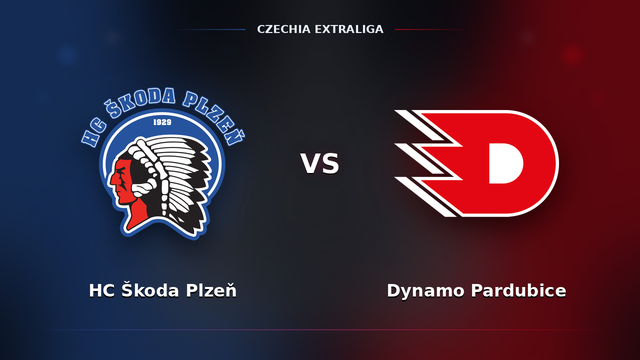 CZECHIA EXTRALIGA
HC ŠKODA PLZEŇ
1929
VS
D
HC Škoda Plzeň
Dynamo Pardubice